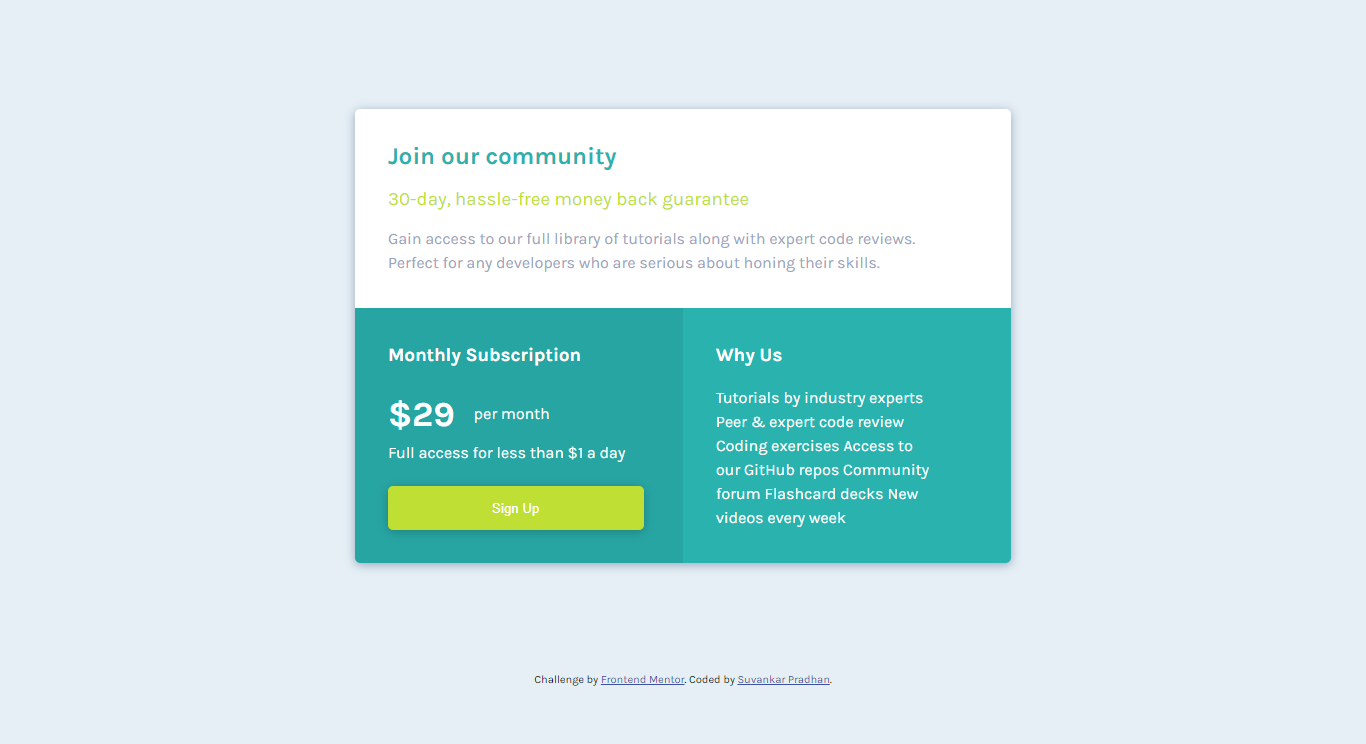 Join our community
30-day, hassle-free money back guarantee
Gain access to our full library of tutorials along with expert code reviews.
Perfect for any developers who are serious about honing their skills.
Monthly Subscription
$29 per month
Full access for less than $1 a day
Sign Up
Why Us
Tutorials by industry experts
Peer & expert code review
Coding exercises Access to
our GitHub repos Community
forum Flashcard decks New
videos every week
Challenge by Frontend Mentor. Coded by Suvankar Pradhan.